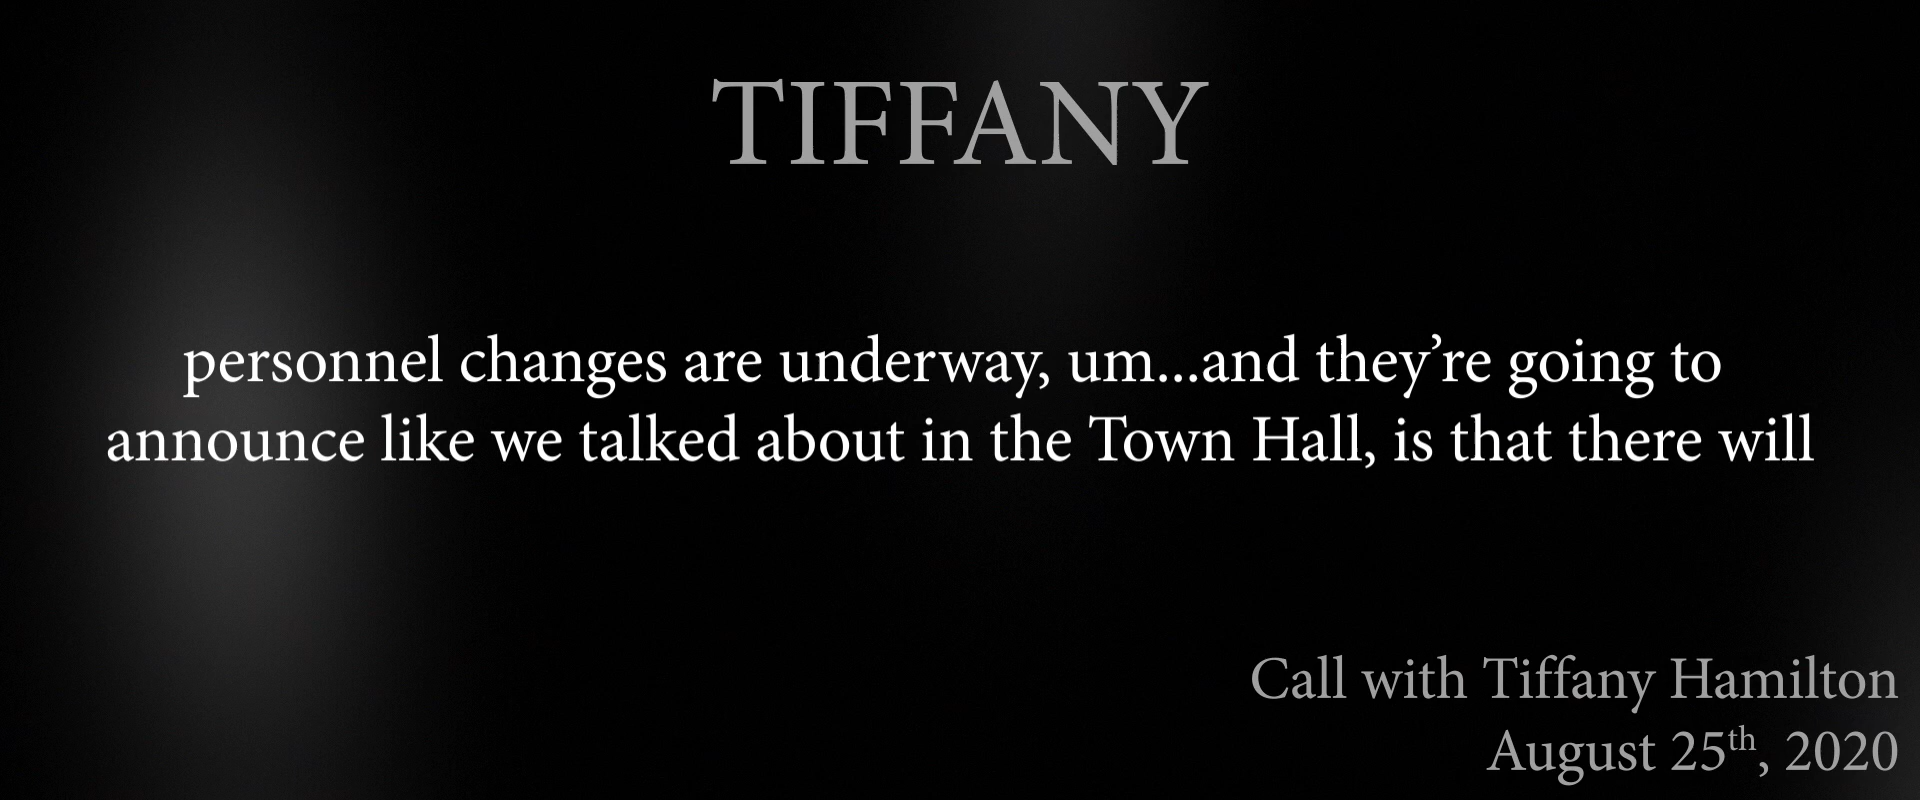 TIFFANY
personnel changes are underway, um...and they’re going to
announce like we talked about in the Town Hall, is that there will
Call with Tiffany Hamilton
August 25th, 2020